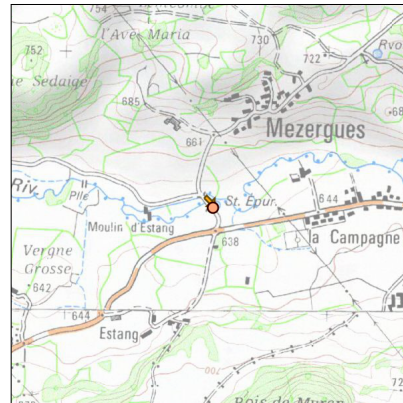 754
l'Ave Maria
730
752
722
Sedaige
685
Mezergues
661
Riv
Pile
St. Epur.
644
Moulin d'Estang
la Campagne
638
Vergne
Grosse
642
644
Estang